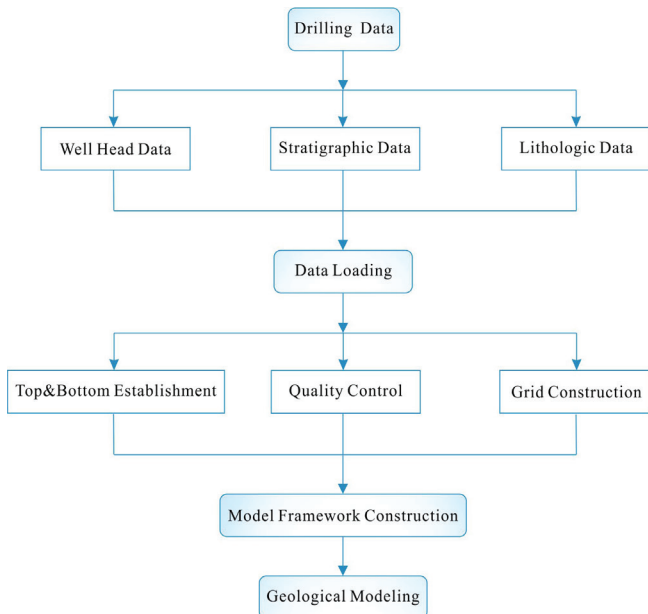 Drilling Data
Well Head Data
Stratigraphic Data
Lithologic Data
Data Loading
Top&Bottom Establishment
Quality Control
Grid Construction
Model Framework Construction
Geological Modeling